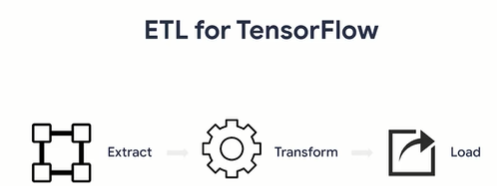 ETL for TensorFlow
Extract
Transform
Load